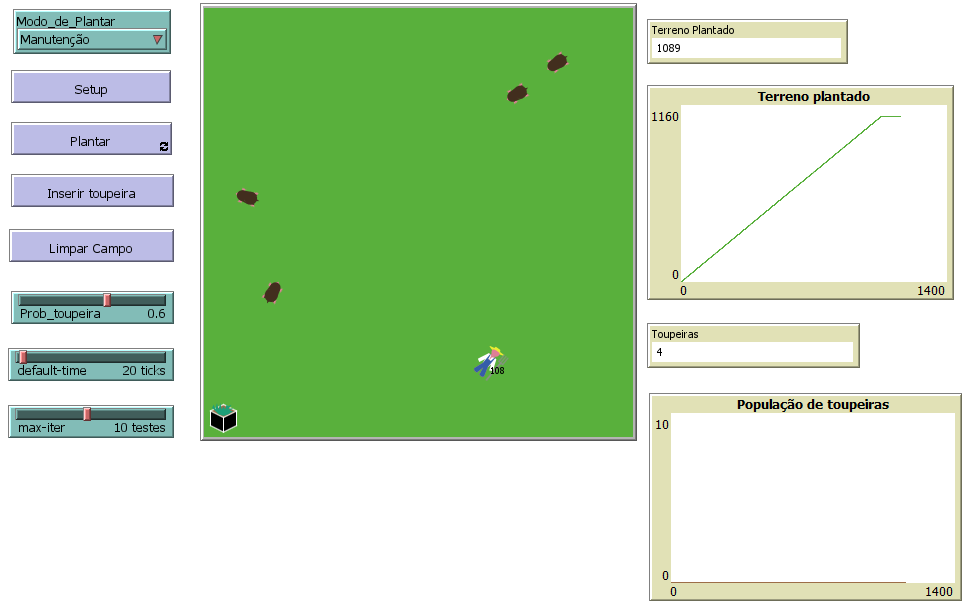 Modo_de_Plantar
Manutenção
Setup
Plantar
Inserir toupeira
Limpar Campo
Prob_toupeira 0.6
default-time 20 ticks
max-iter 10 testes
108
Terreno Plantado
1089
Terreno plantado
1160
0
0 1400
Toupeiras
4
População de toupeiras
10
0
0 1400